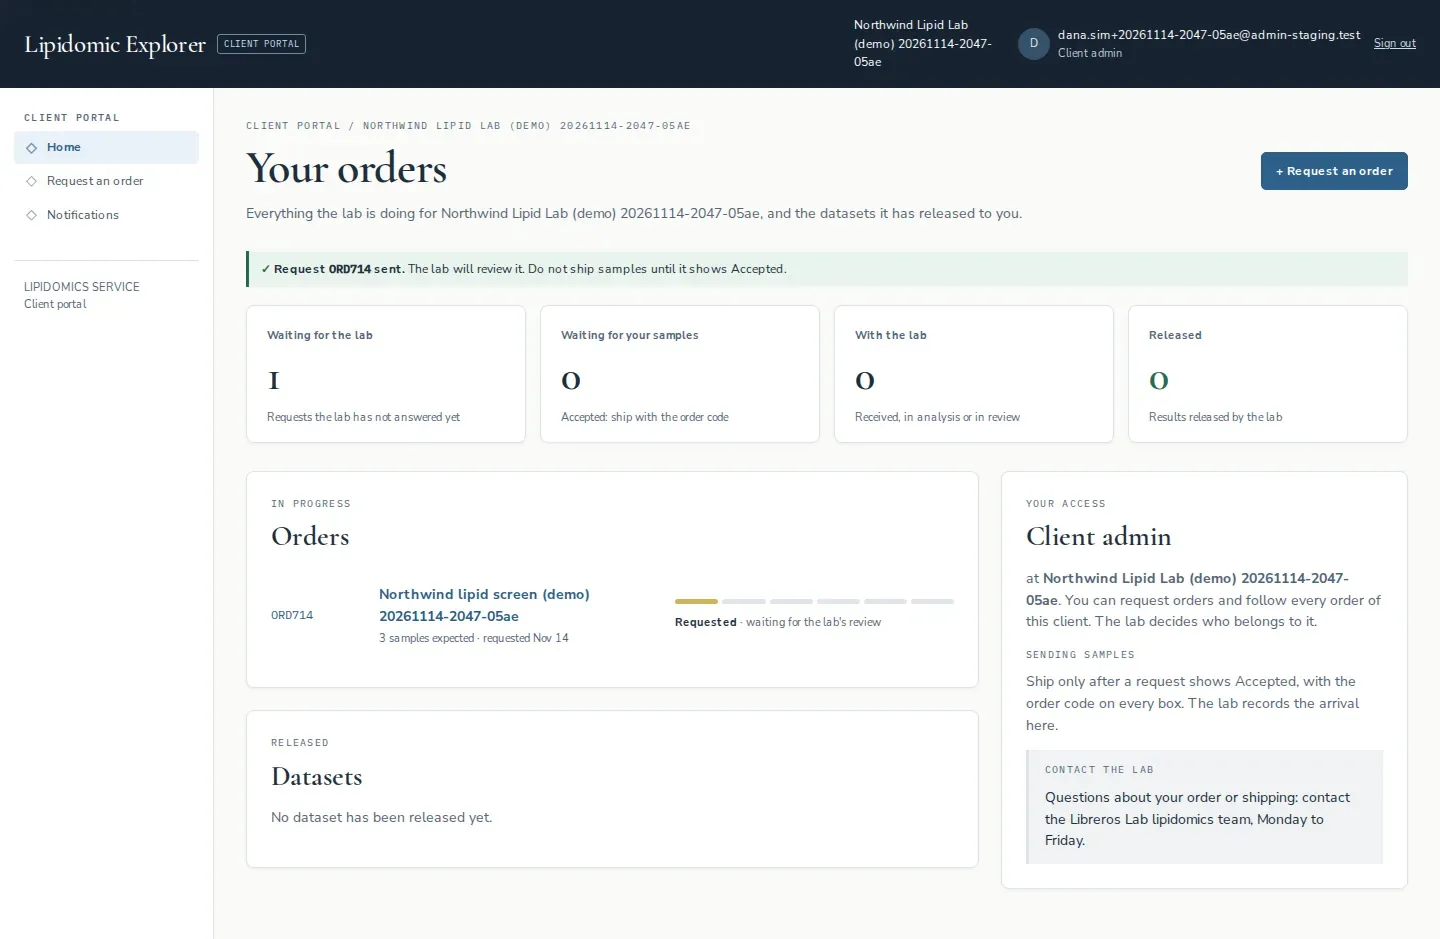 Lipidomic Explorer
CLIENT PORTAL
Northwind Lipid Lab
(demo) 20261114-2047-
05ae
D
dana.sim+20261114-2047-05ae@admin-staging.test
Client admin
Sign out
CLIENT PORTAL
Home
Request an order
Notifications
LIPIDOMICS SERVICE
Client portal
CLIENT PORTAL / NORTHWIND LIPID LAB (DEMO) 20261114-2047-05AE
Your orders
+ Request an order
Everything the lab is doing for Northwind Lipid Lab (demo) 20261114-2047-05ae, and the datasets it has released to you.
✓ Request ORD714 sent. The lab will review it. Do not ship samples until it shows Accepted.
Waiting for the lab
1
Requests the lab has not answered yet
Waiting for your samples
0
Accepted: ship with the order code
With the lab
0
Received, in analysis or in review
Released
0
Results released by the lab
IN PROGRESS
Orders
ORD714
Northwind lipid screen (demo)
20261114-2047-05ae
3 samples expected · requested Nov 14
Requested · waiting for the lab's review
RELEASED
Datasets
No dataset has been released yet.
YOUR ACCESS
Client admin
at Northwind Lipid Lab (demo) 20261114-2047-
05ae. You can request orders and follow every order of
this client. The lab decides who belongs to it.
SENDING SAMPLES
Ship only after a request shows Accepted, with the
order code on every box. The lab records the arrival
here.
CONTACT THE LAB
Questions about your order or shipping: contact
the Libreros Lab lipidomics team, Monday to
Friday.